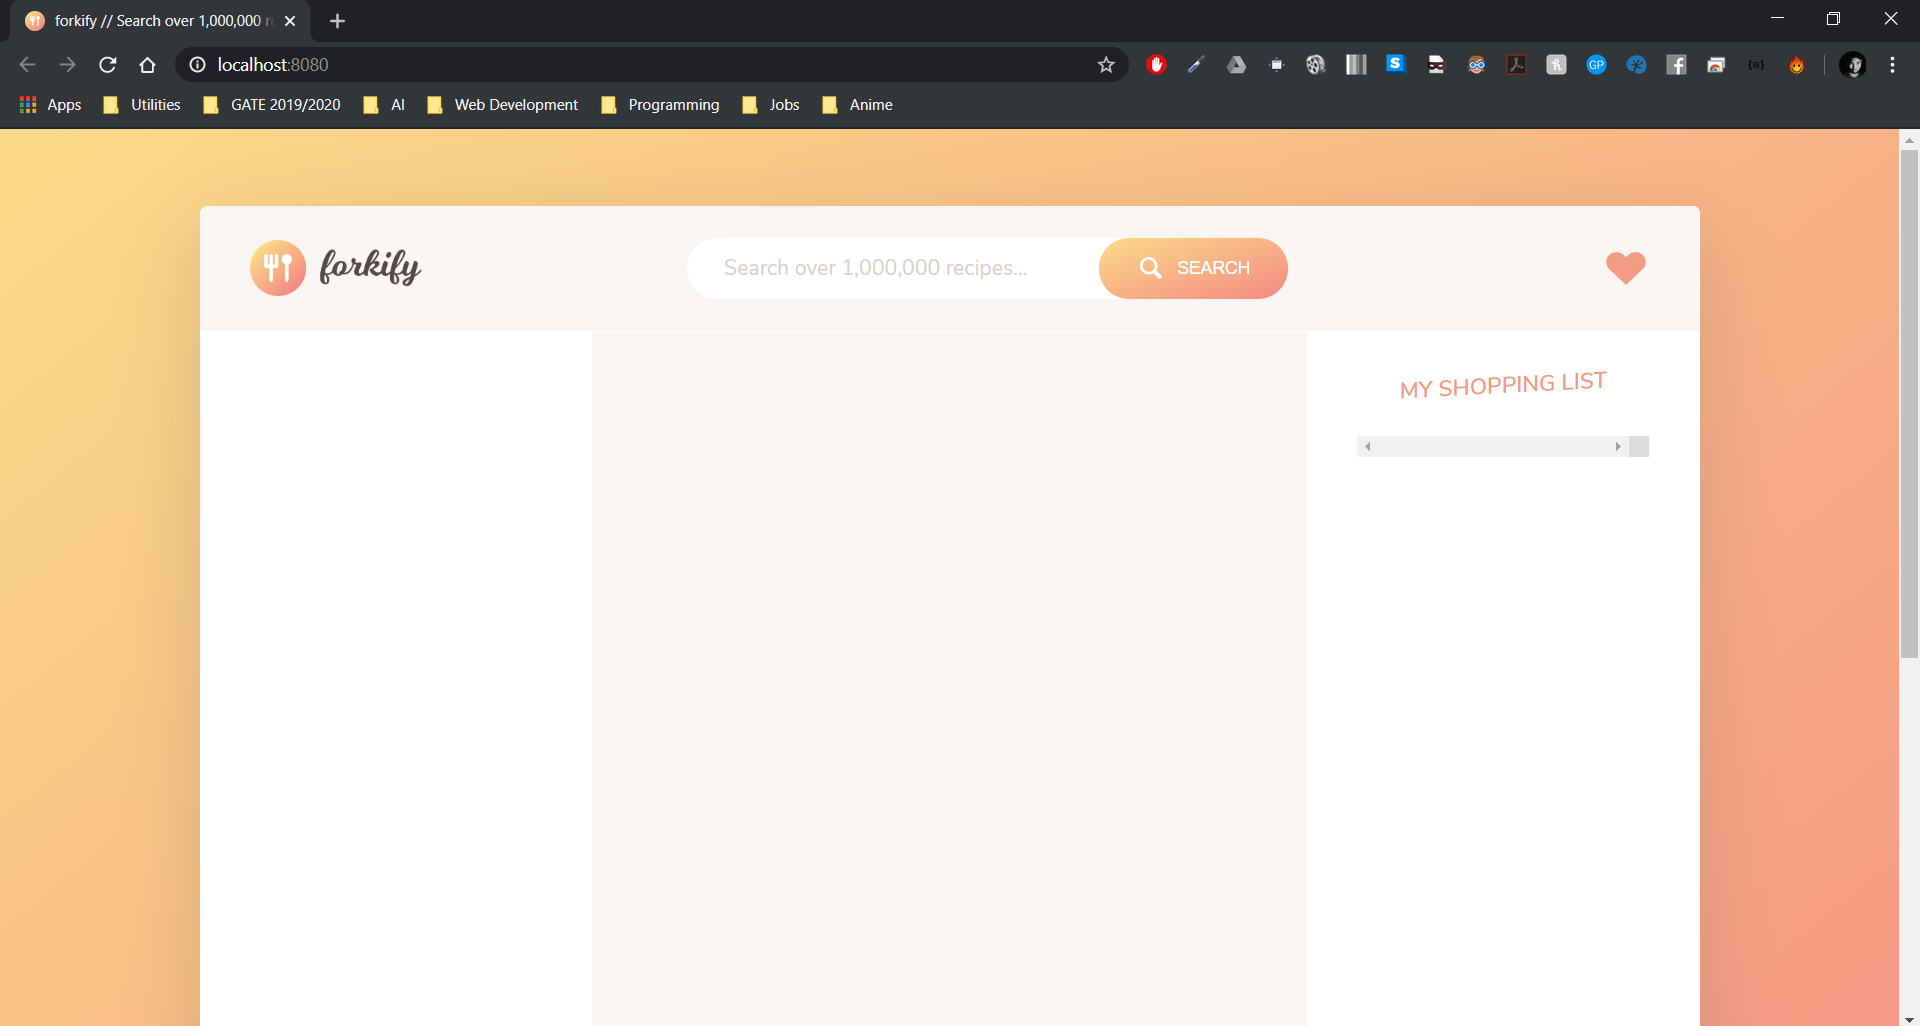 forkify // Search over 1,000,000 r
localhost:8080
Apps Utilities GATE 2019/2020 AI Web Development Programming Jobs Anime
forkify
Search over 1,000,000 recipes...
SEARCH
MY SHOPPING LIST